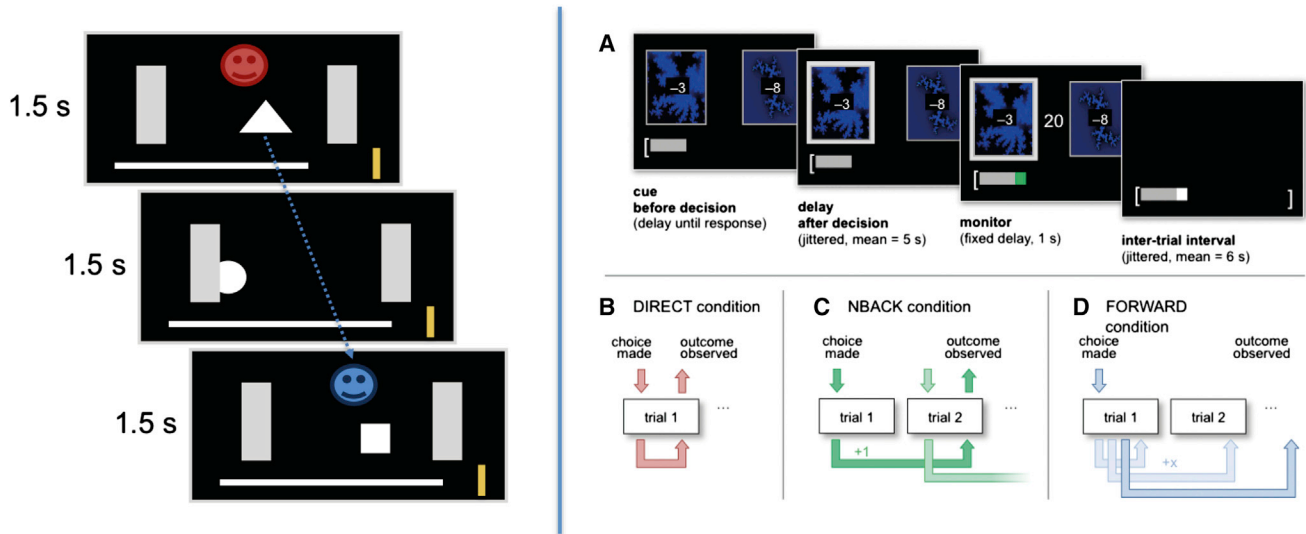 1.5 s
1.5 s
1.5 s
A
–3
–8
–3
–8
–3
20
–8
[
[
[
[
]
cue
before decision
(delay until response)
delay
after decision
(jittered, mean = 5 s)
monitor
(fixed delay, 1 s)
inter-trial interval
(jittered, mean = 6 s)
B DIRECT condition
choice
made
outcome
observed
trial 1
...
C NBACK condition
choice
made
outcome
observed
trial 1
trial 2
...
+1
D FORWARD
condition
choice
made
outcome
observed
trial 1
trial 2
...
+x